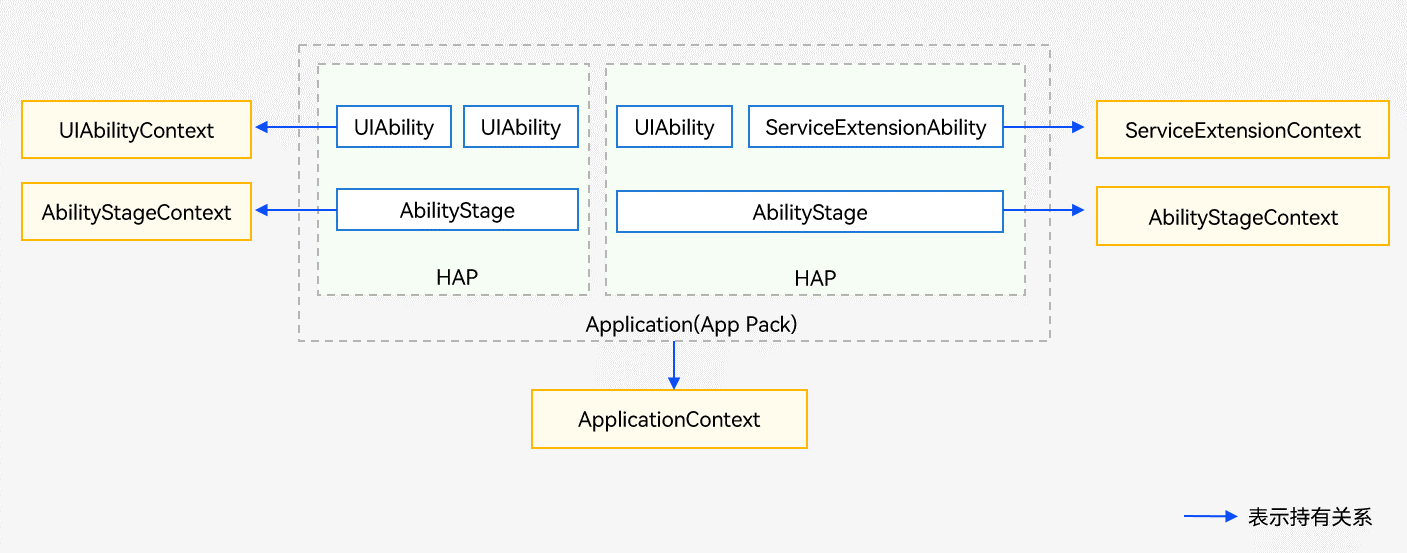 UIAbilityContext
UIAbility
UIAbility
UIAbility
ServiceExtensionAbility
ServiceExtensionContext
AbilityStageContext
AbilityStage
AbilityStage
AbilityStageContext
HAP
HAP
Application(App Pack)
ApplicationContext
表示持有关系